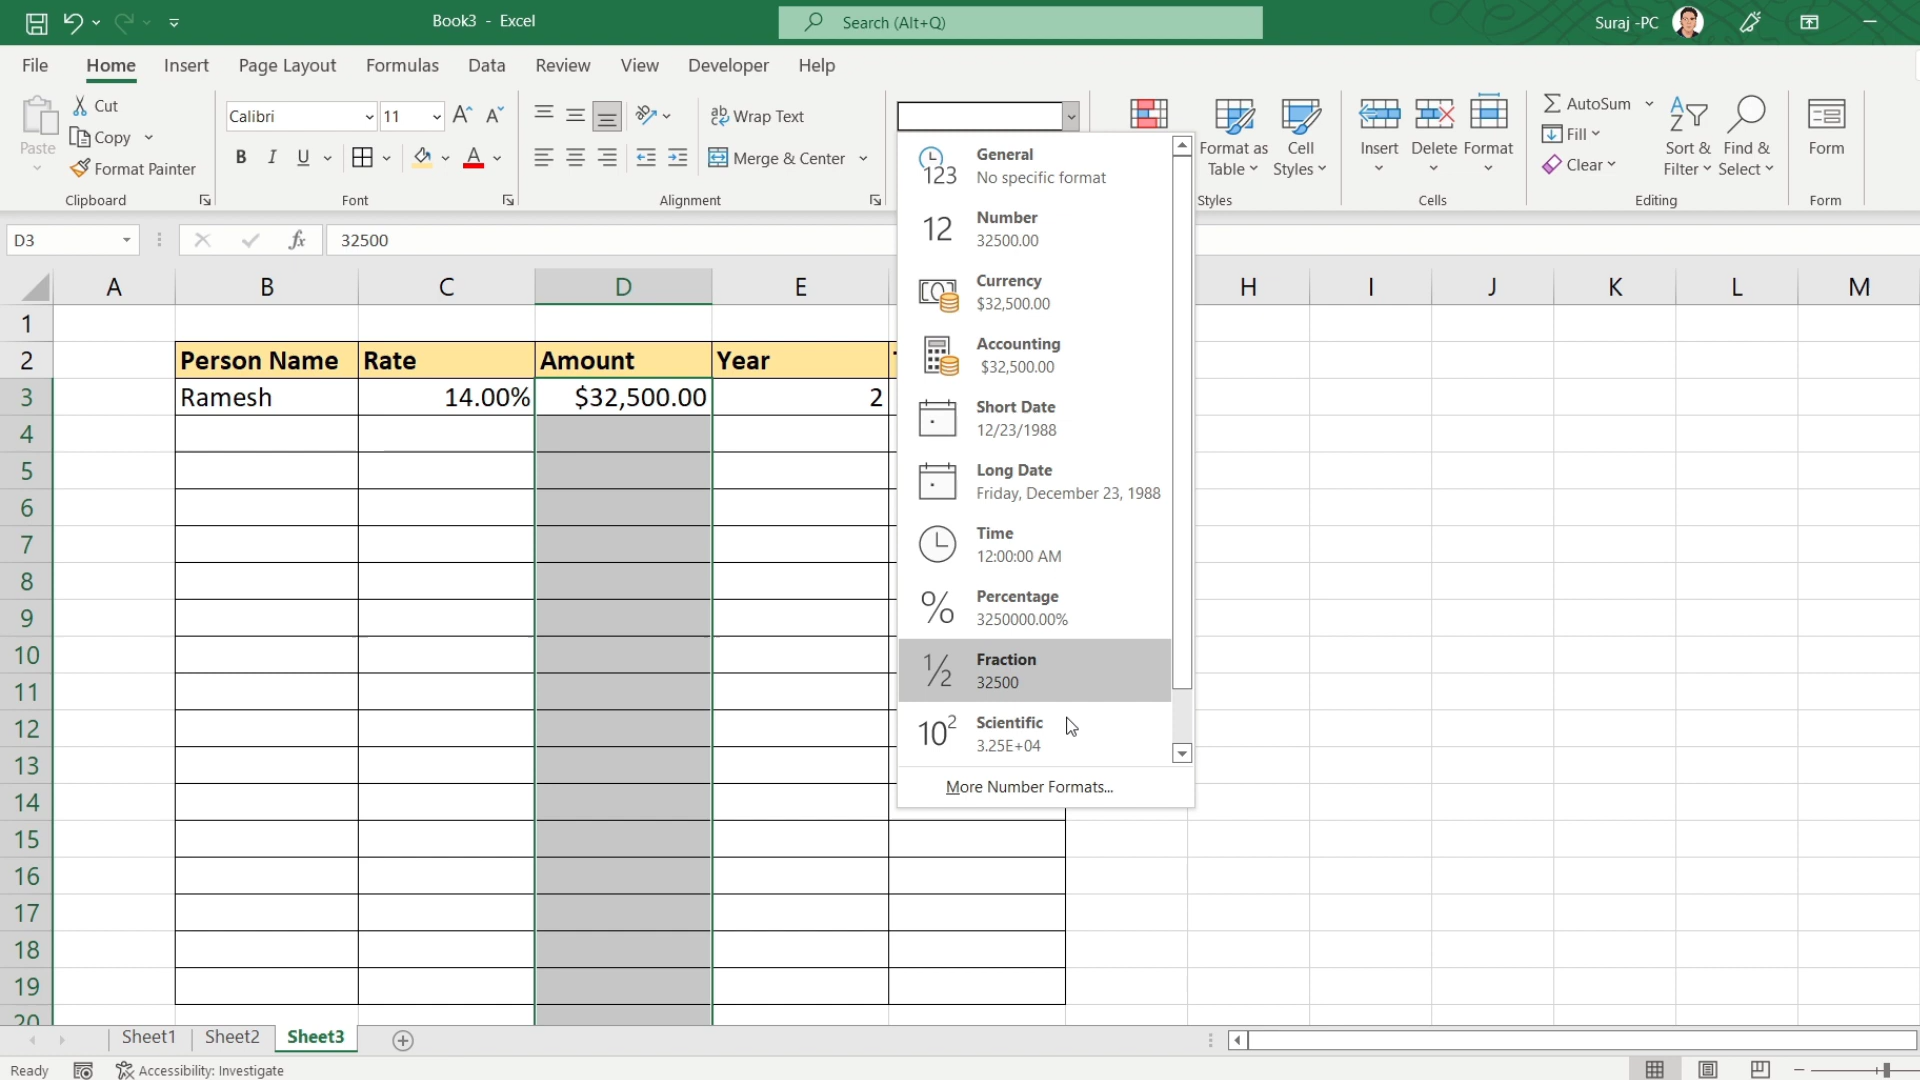 Book3 - Excel
Search (Alt+Q)
Suraj -PC
File Home Insert Page Layout Formulas Data Review View Developer Help
Paste
Cut
Copy
Format Painter
Clipboard
Calibri 11
B I U
Font
Wrap Text
Merge & Center
Alignment
Format as Table
Cell Styles
Styles
Insert Delete Format
Cells
AutoSum
Fill
Clear
Sort & Filter
Find & Select
Editing
Form
Form
D3 fx 32500
General
No specific format
Number
32500.00
Currency
$32,500.00
Accounting
$32,500.00
Short Date
12/23/1988
Long Date
Friday, December 23, 1988
Time
12:00:00 AM
Percentage
3250000.00%
Fraction
32500
Scientific
3.25E+04
More Number Formats...
A B C D E H I J K L M
1
2 Person Name Rate Amount Year
3 Ramesh 14.00% $32,500.00 2
4
5
6
7
8
9
10
11
12
13
14
15
16
17
18
19
20
Sheet1 Sheet2 Sheet3
Ready Accessibility: Investigate